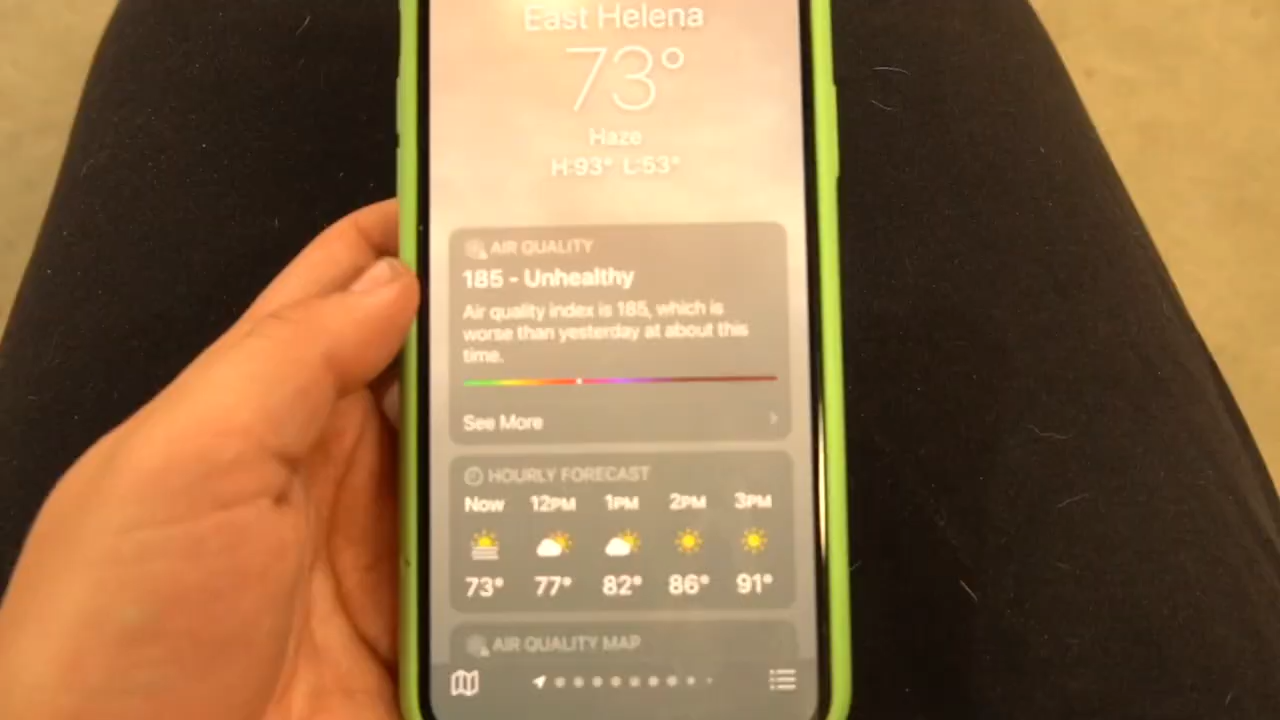 East Helena
73°
Haze
H:93° L:53°
AIR QUALITY
185 - Unhealthy
Air quality index is 185, which is
worse than yesterday at about this
time.
See More
HOURLY FORECAST
Now 12PM 1PM 2PM 3PM
73° 77° 82° 86° 91°
AIR QUALITY MAP